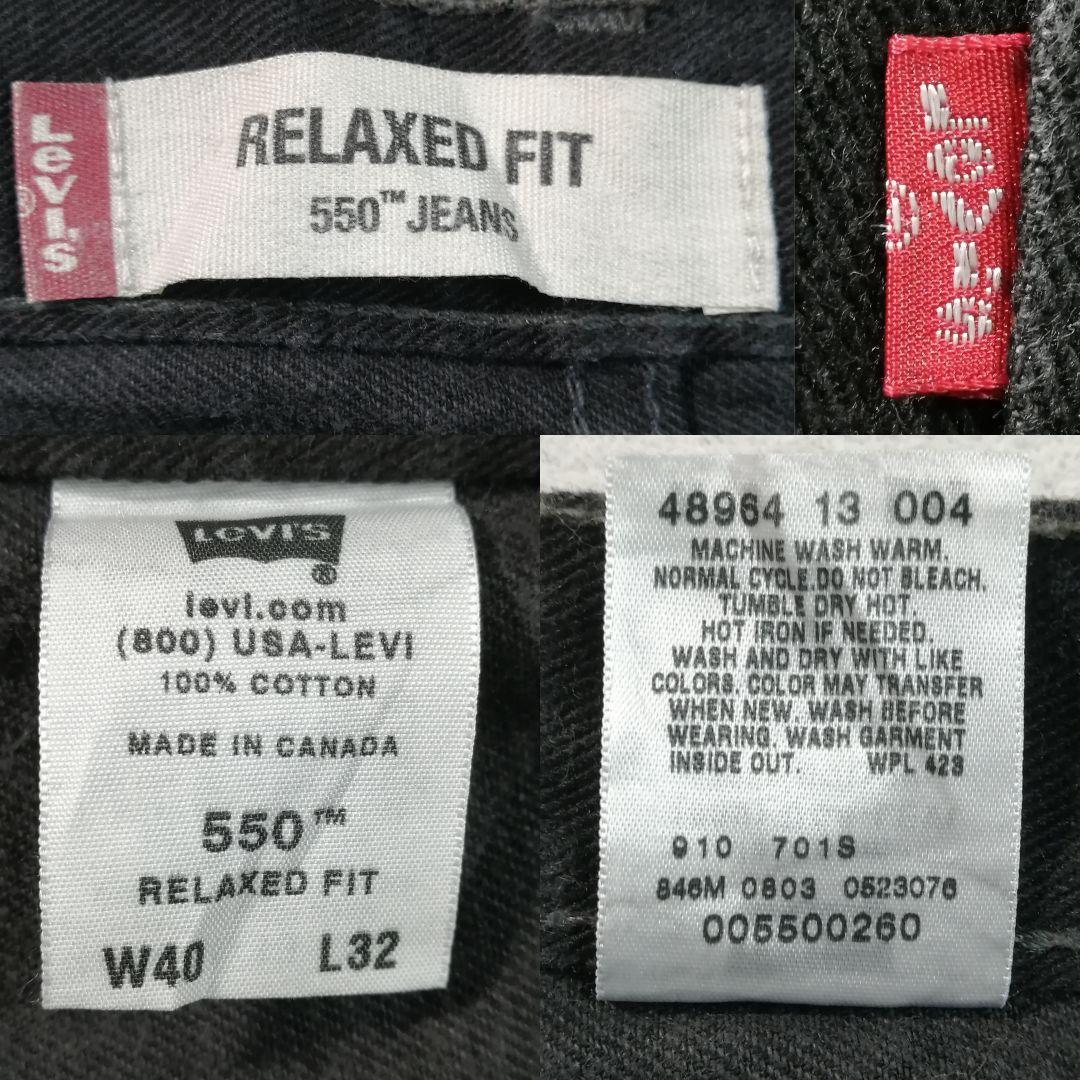 Levi's
RELAXED FIT
550™ JEANS
Levi's
®
LEVI'S
®
levi.com
(800) USA-LEVI
100% COTTON
MADE IN CANADA
550™
RELAXED FIT
W40 L32
48964 13 004
MACHINE WASH WARM.
NORMAL CYCLE.DO NOT BLEACH.
TUMBLE DRY HOT.
HOT IRON IF NEEDED.
WASH AND DRY WITH LIKE
COLORS. COLOR MAY TRANSFER
WHEN NEW. WASH BEFORE
WEARING. WASH GARMENT
INSIDE OUT. WPL 423
910 701S
846M 0803 0523076
005500260